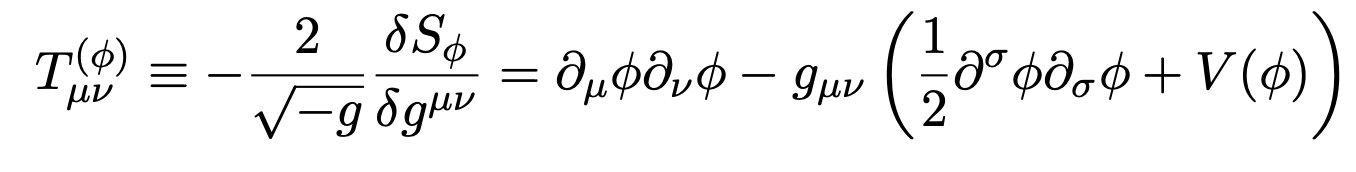 $T_{\mu\nu}^{(\phi)} \equiv -\frac{2}{\sqrt{-g}} \frac{\delta S_\phi}{\delta g^{\mu\nu}} = \partial_\mu \phi \partial_\nu \phi - g_{\mu\nu} \left( \frac{1}{2} \partial^\sigma \phi \partial_\sigma \phi + V(\phi) \right)$